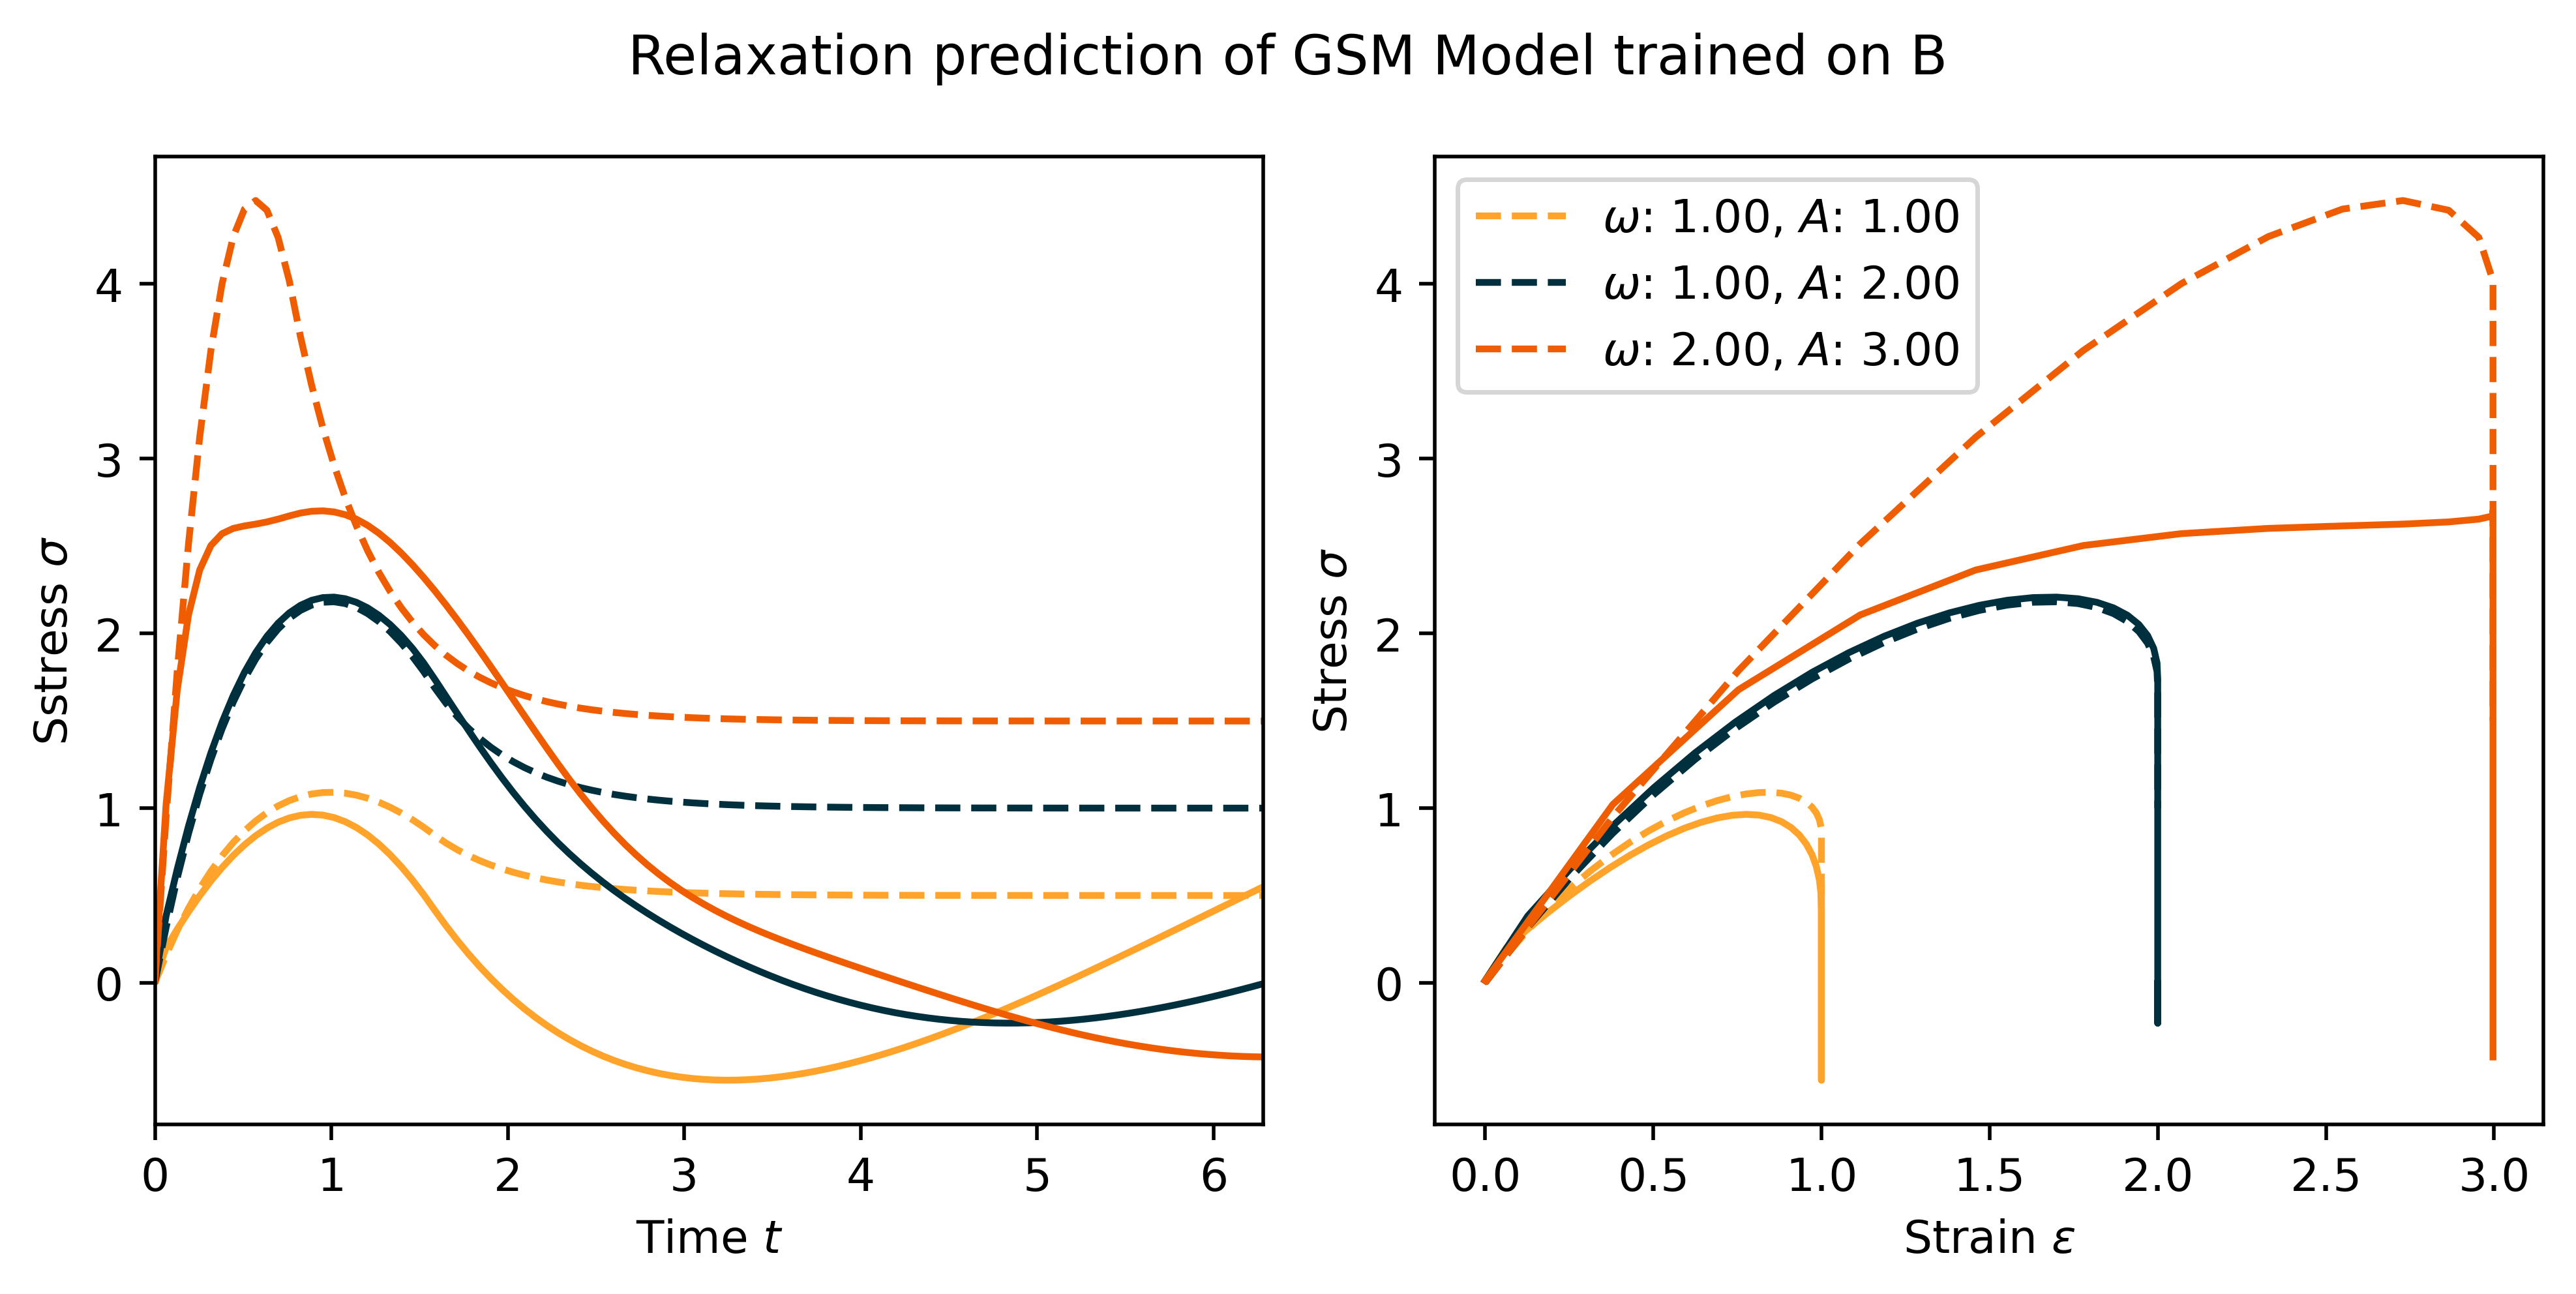 Relaxation prediction of GSM Model trained on B
Sstress σ
4
3
2
1
0
0 1 2 3 4 5 6
Time t
Stress σ
4
3
2
1
0
ω: 1.00, A: 1.00
ω: 1.00, A: 2.00
ω: 2.00, A: 3.00
0.0 0.5 1.0 1.5 2.0 2.5 3.0
Strain ε